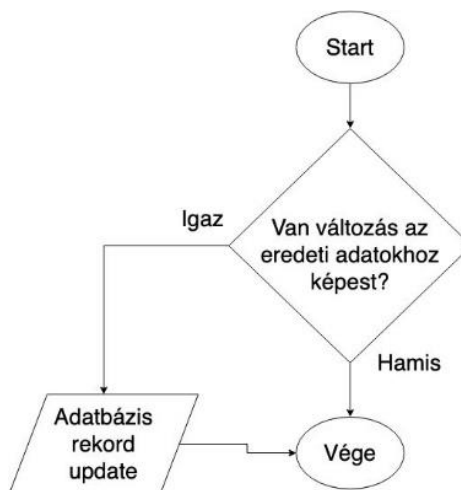 Start
Igaz
Van változás az
eredeti adatokhoz
képest?
Hamis
Adatbázis
rekord
update
Vége